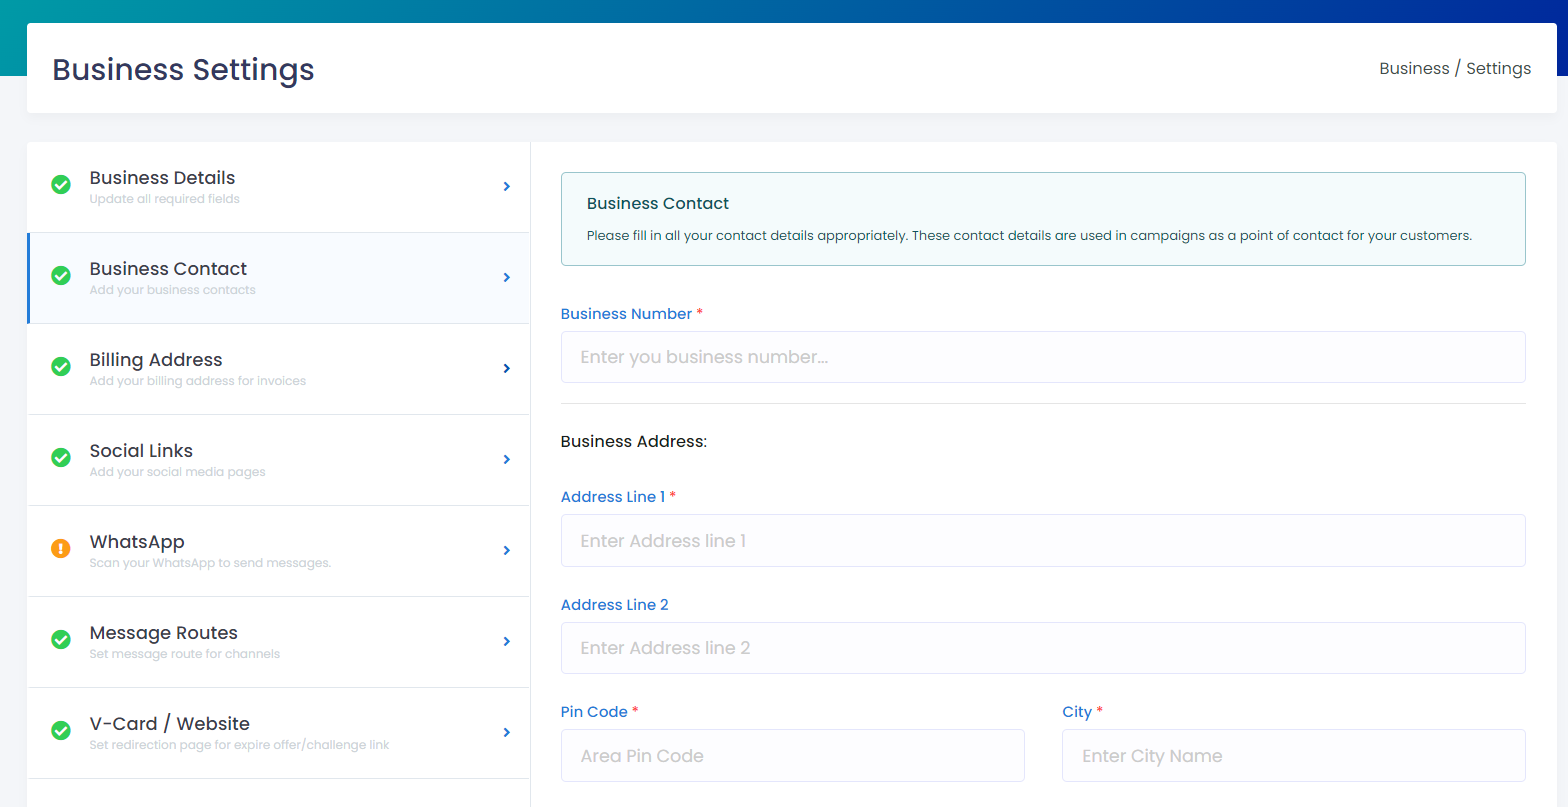 Business Settings
Business / Settings
Business Details
Update all required fields
Business Contact
Add your business contacts
Billing Address
Add your billing address for invoices
Social Links
Add your social media pages
WhatsApp
Scan your WhatsApp to send messages.
Message Routes
Set message route for channels
V-Card / Website
Set redirection page for expire offer/challenge link
Business Contact
Please fill in all your contact details appropriately. These contact details are used in campaigns as a point of contact for your customers.
Business Number *
Enter you business number...
Business Address:
Address Line 1 *
Enter Address line 1
Address Line 2
Enter Address line 2
Pin Code *
Area Pin Code
City *
Enter City Name